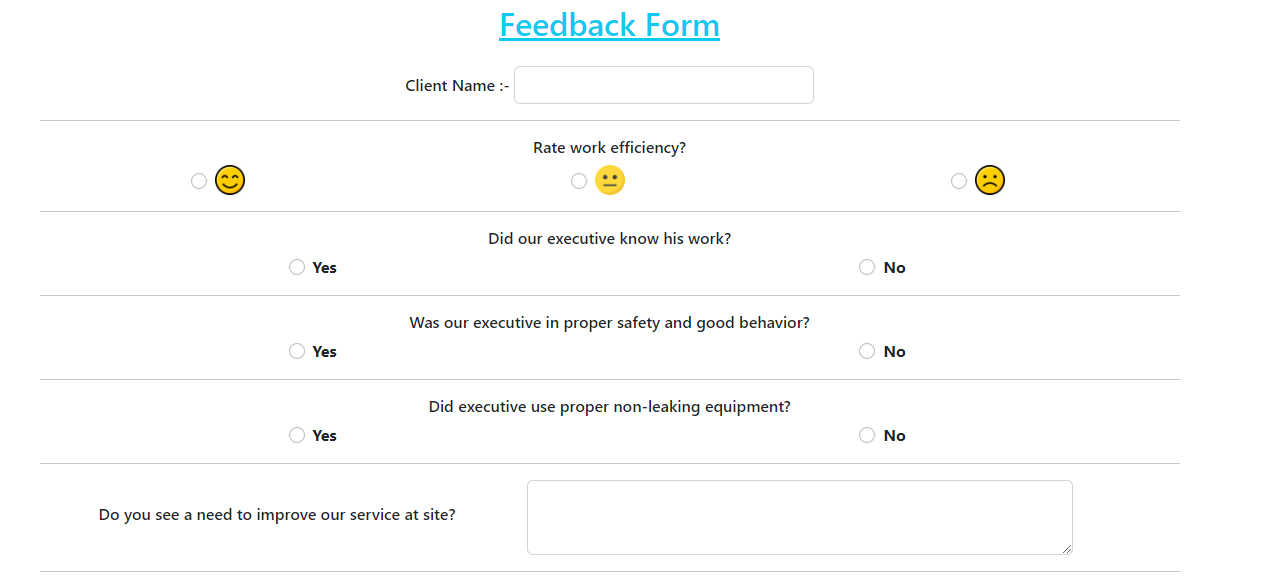 Feedback Form
Client Name :-
Rate work efficiency?
Did our executive know his work?
Yes No
Was our executive in proper safety and good behavior?
Yes No
Did executive use proper non-leaking equipment?
Yes No
Do you see a need to improve our service at site?